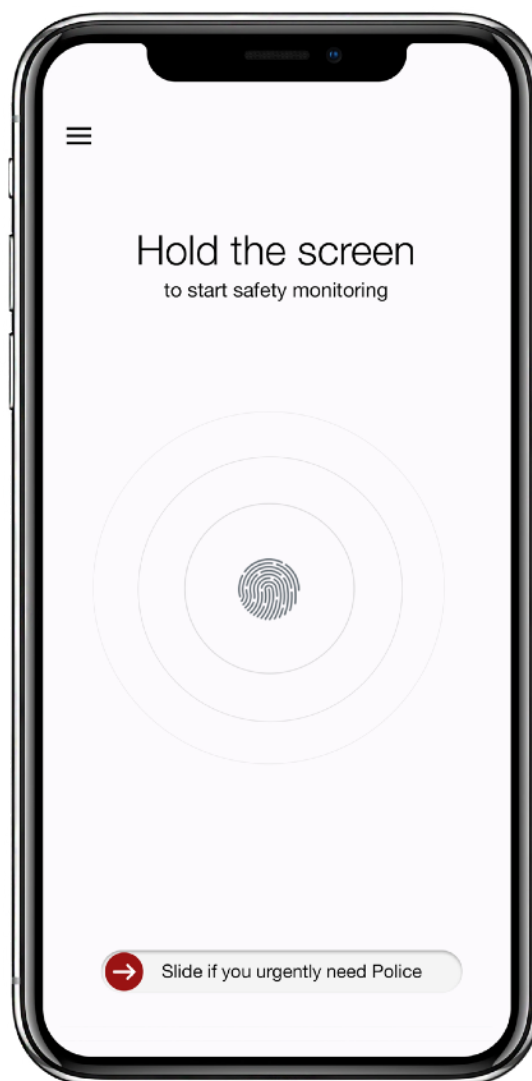 Hold the screen
to start safety monitoring
Slide if you urgently need Police